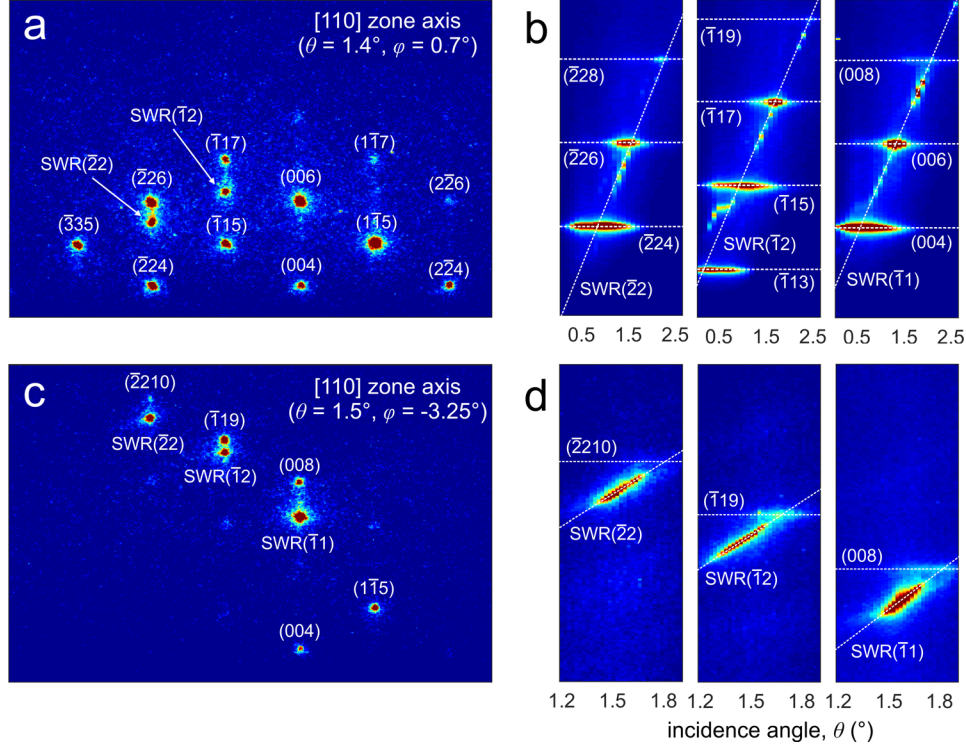 a
[110] zone axis
(θ = 1.4°, φ = 0.7°)
SWR(1̅2)
SWR(2̅2)
(1̅17)
(11̅7)
(2̅26)
(006)
(22̅6)
(3̅35)
(1̅15)
(11̅5)
(2̅24)
(004)
(22̅4)
b
(2̅28)
(2̅26)
(2̅24)
SWR(2̅2)
0.5 1.5 2.5
(1̅19)
(1̅17)
(1̅15)
SWR(1̅2)
(1̅13)
0.5 1.5 2.5
(008)
(006)
(004)
SWR(1̅1)
0.5 1.5 2.5
c
[110] zone axis
(θ = 1.5°, φ = -3.25°)
(2̅210)
SWR(2̅2)
(1̅19)
SWR(1̅2)
(008)
SWR(1̅1)
(11̅5)
(004)
d
(2̅210)
SWR(2̅2)
1.2 1.5 1.8
(1̅19)
SWR(1̅2)
1.2 1.5 1.8
(008)
SWR(1̅1)
1.2 1.5 1.8
incidence angle, θ (°)